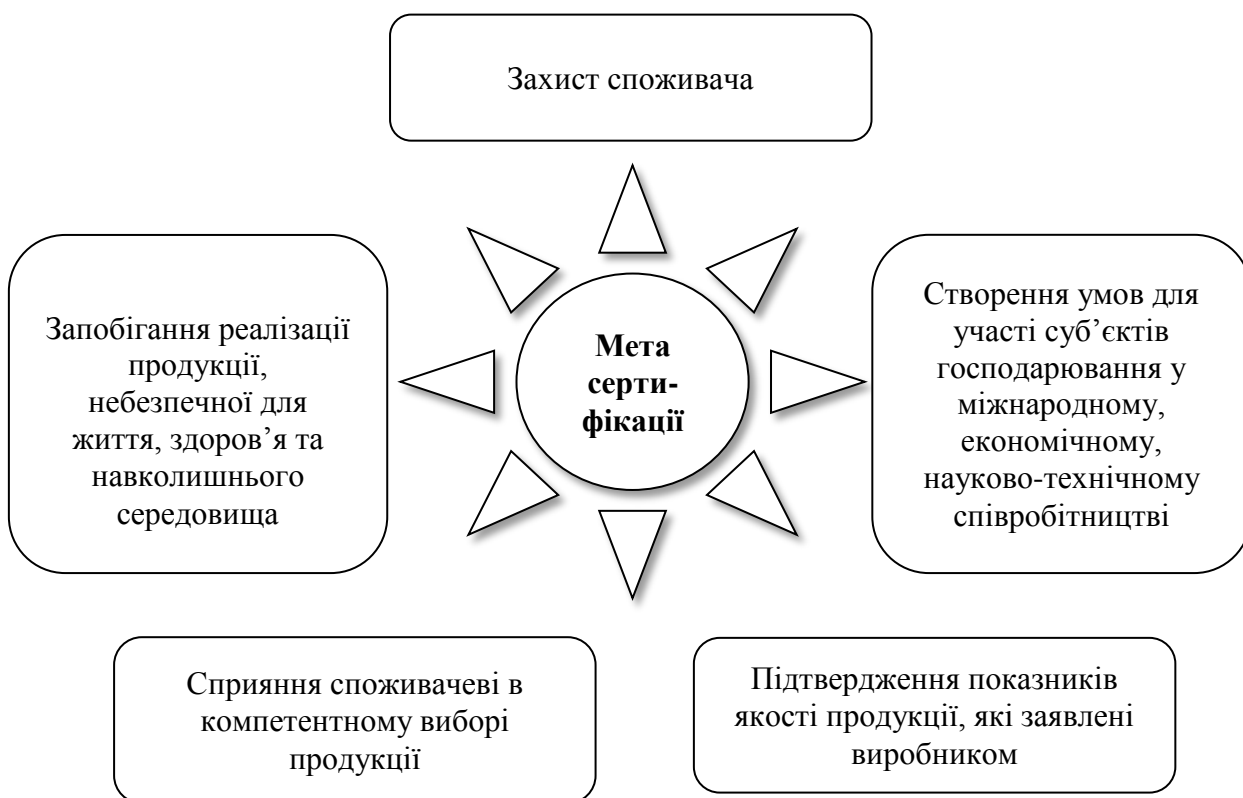 Захист споживача
Запобігання реалізації
продукції,
небезпечної для
життя, здоров’я та
навколишнього
середовища
Мета
серти-
фікації
Створення умов для
участі суб’єктів
господарювання у
міжнародному,
економічному,
науково-технічному
співробітництві
Сприяння споживачеві в
компетентному виборі
продукції
Підтвердження показників
якості продукції, які заявлені
виробником